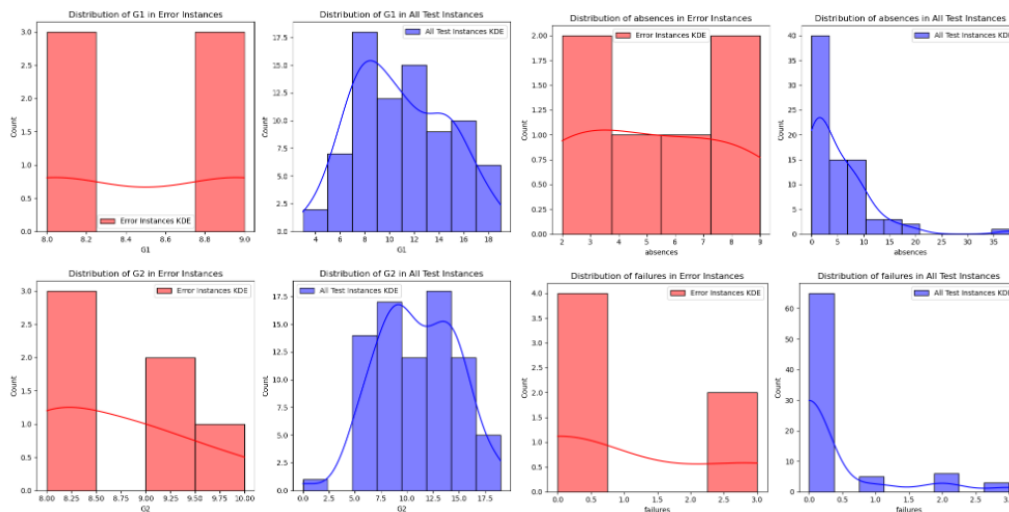 Distribution of G1 in Error Instances
3.0
2.5
2.0
1.5
1.0
0.5
0.0
Count
Error Instances KDE
8.0 8.2 8.4 8.6 8.8 9.0
G1
Distribution of G1 in All Test Instances
17.5
15.0
12.5
10.0
7.5
5.0
2.5
0.0
Count
All Test Instances KDE
4 6 8 10 12 14 16 18
G1
Distribution of absences in Error Instances
2.00
1.75
1.50
1.25
1.00
0.75
0.50
0.25
0.00
Count
Error Instances KDE
2 3 4 5 6 7 8 9
absences
Distribution of absences in All Test Instances
40
35
30
25
20
15
10
5
0
Count
All Test Instances KDE
0 5 10 15 20 25 30 35
absences
Distribution of G2 in Error Instances
3.0
2.5
2.0
1.5
1.0
0.5
0.0
Count
Error Instances KDE
8.00 8.25 8.50 8.75 9.00 9.25 9.50 9.75 10.00
G2
Distribution of G2 in All Test Instances
17.5
15.0
12.5
10.0
7.5
5.0
2.5
0.0
Count
All Test Instances KDE
0.0 2.5 5.0 7.5 10.0 12.5 15.0 17.5
G2
Distribution of failures in Error Instances
4.0
3.5
3.0
2.5
2.0
1.5
1.0
0.5
0.0
Count
Error Instances KDE
0.0 0.5 1.0 1.5 2.0 2.5 3.0
failures
Distribution of failures in All Test Instances
60
50
40
30
20
10
0
Count
All Test Instances KDE
0.0 0.5 1.0 1.5 2.0 2.5 3.0
failures